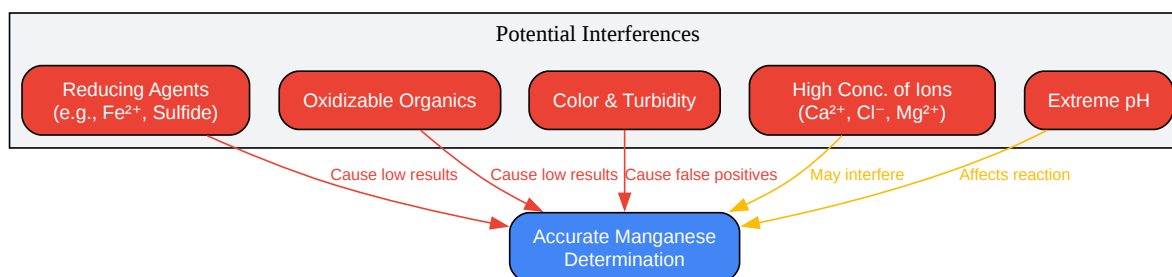 Potential Interferences
Reducing Agents
(e.g., Fe²⁺, Sulfide)
Oxidizable Organics
Color & Turbidity
High Conc. of Ions
(Ca²⁺, Cl⁻, Mg²⁺)
Extreme pH
Cause low results
Cause low results
Cause false positives
May interfere
Affects reaction
Accurate Manganese
Determination